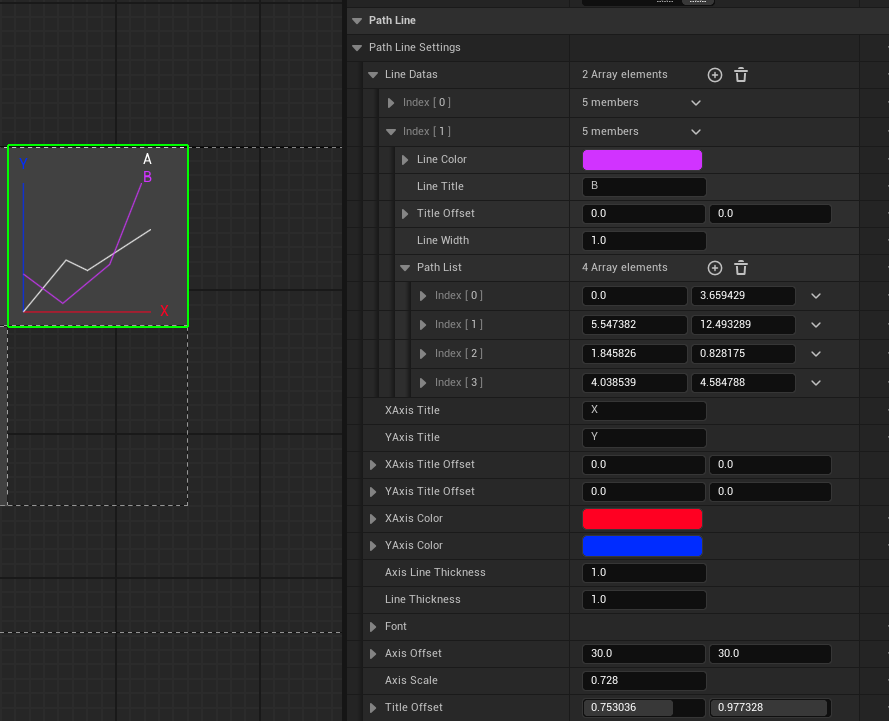 Path Line
Path Line Settings
Line Datas 2 Array elements
Index [ 0 ] 5 members
Index [ 1 ] 5 members
Line Color
Line Title B
Title Offset 0.0 0.0
Line Width 1.0
Path List 4 Array elements
Index [ 0 ] 0.0 3.659429
Index [ 1 ] 5.547382 12.493289
Index [ 2 ] 1.845826 0.828175
Index [ 3 ] 4.038539 4.584788
XAxis Title X
YAxis Title Y
XAxis Title Offset 0.0 0.0
YAxis Title Offset 0.0 0.0
XAxis Color
YAxis Color
Axis Line Thickness 1.0
Line Thickness 1.0
Font
Axis Offset 30.0 30.0
Axis Scale 0.728
Title Offset 0.753036 0.977328
Y
A
B
X